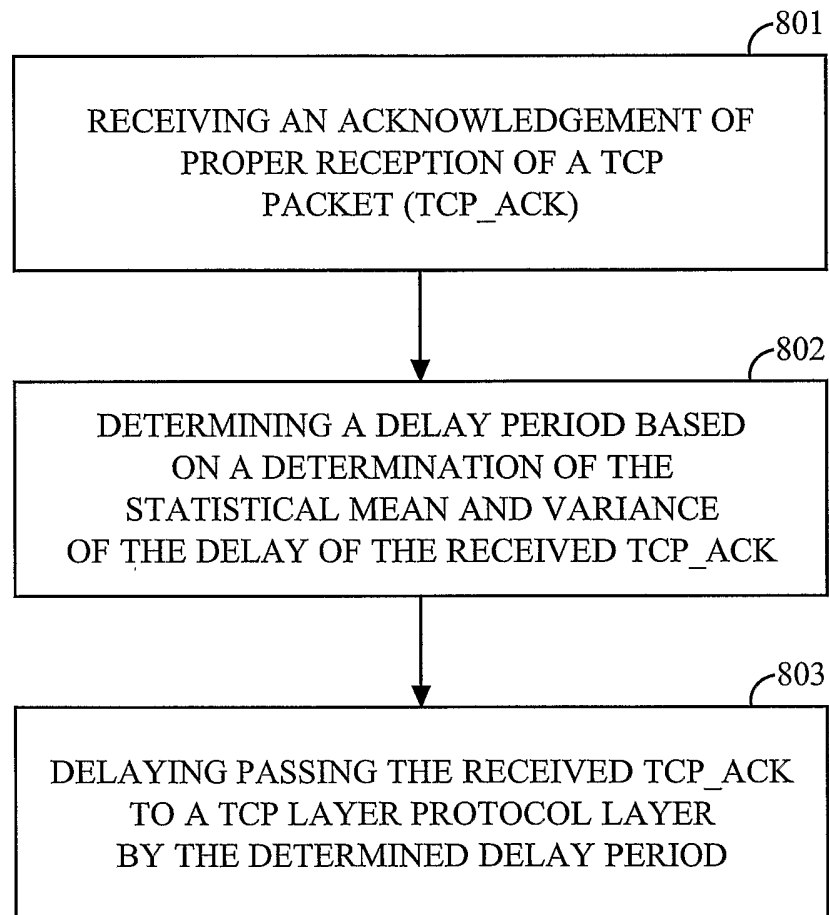 801
RECEIVING AN ACKNOWLEDGEMENT OF
PROPER RECEPTION OF A TCP
PACKET (TCP_ACK)
802
DETERMINING A DELAY PERIOD BASED
ON A DETERMINATION OF THE
STATISTICAL MEAN AND VARIANCE
OF THE DELAY OF THE RECEIVED TCP_ACK
803
DELAYING PASSING THE RECEIVED TCP_ACK
TO A TCP LAYER PROTOCOL LAYER
BY THE DETERMINED DELAY PERIOD